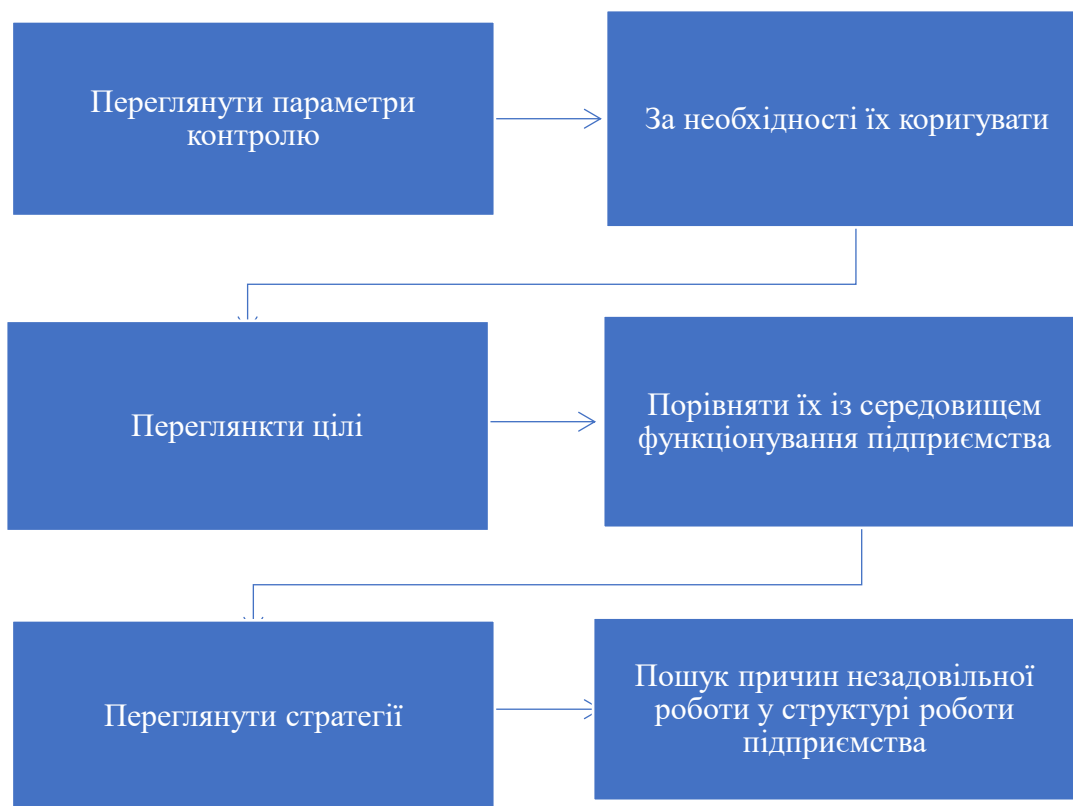 Переглянути параметри
контролю
За необхідності їх коригувати
Переглянкти цілі
Порівняти їх із середовищем
функціонування підприємства
Переглянути стратегії
Пошук причин незадовільної
роботи у структурі роботи
підприємства